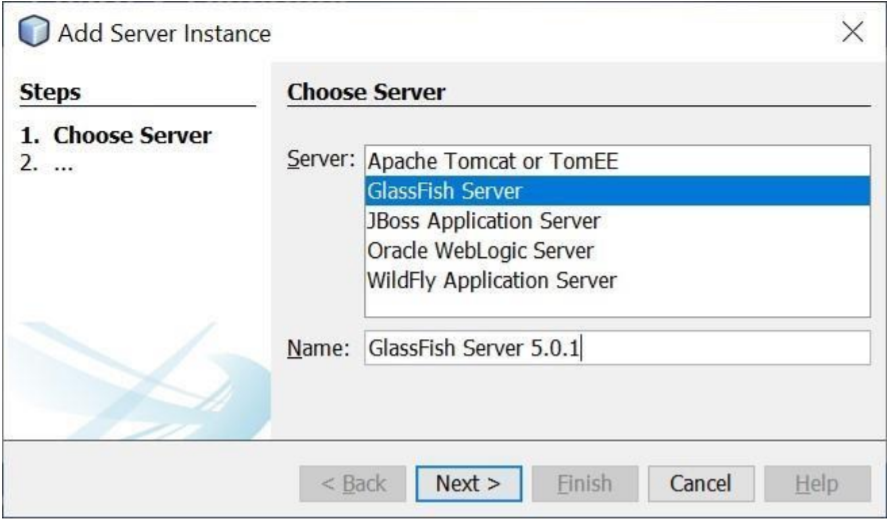 Add Server Instance
Steps
1. Choose Server
2. ...
Choose Server
Server:
Apache Tomcat or TomEE
GlassFish Server
JBoss Application Server
Oracle WebLogic Server
WildFly Application Server
Name: GlassFish Server 5.0.1
< Back Next > Finish Cancel Help